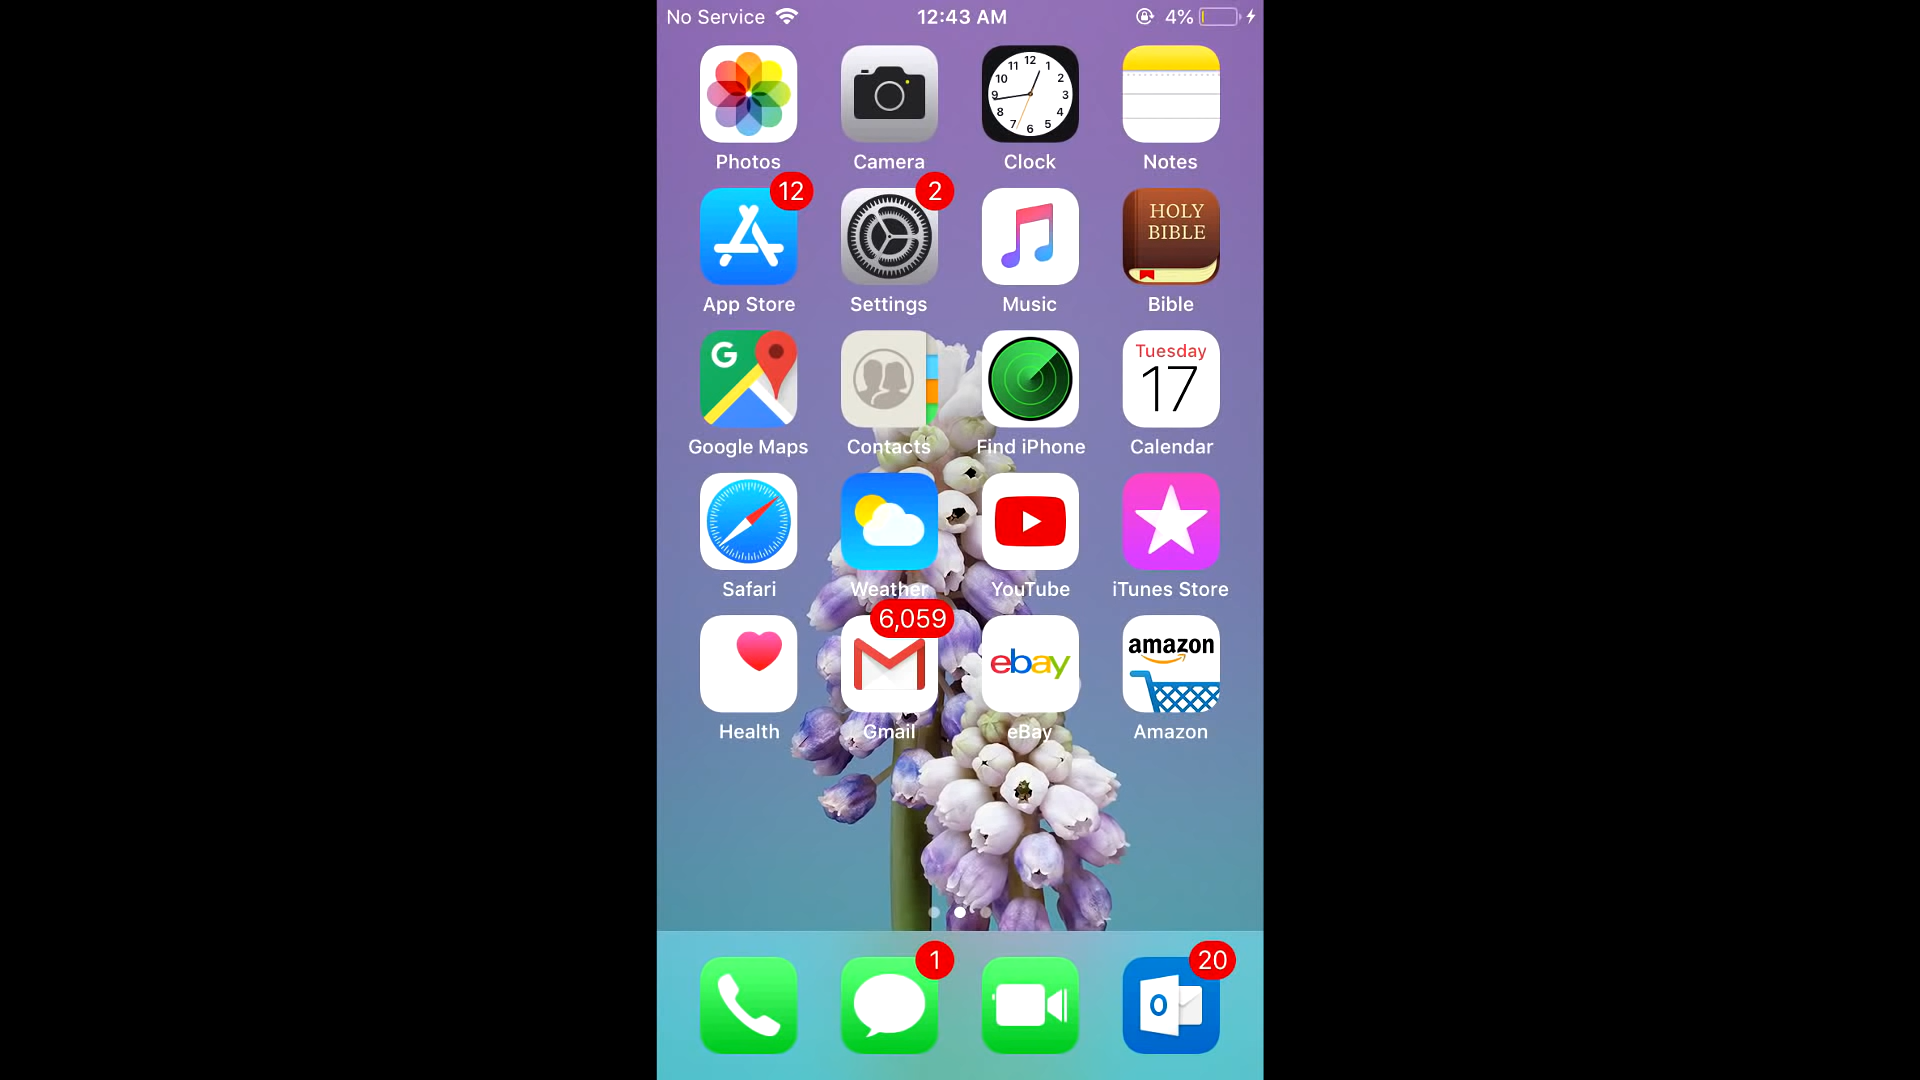 No Service 12:43 AM 4%
Photos Camera Clock Notes
12 2
HOLY
BIBLE
App Store Settings Music Bible
G Tuesday
17
Google Maps Contacts Find iPhone Calendar
Safari Weather YouTube iTunes Store
6,059
ebay amazon
Health Gmail eBay Amazon
1 20
O